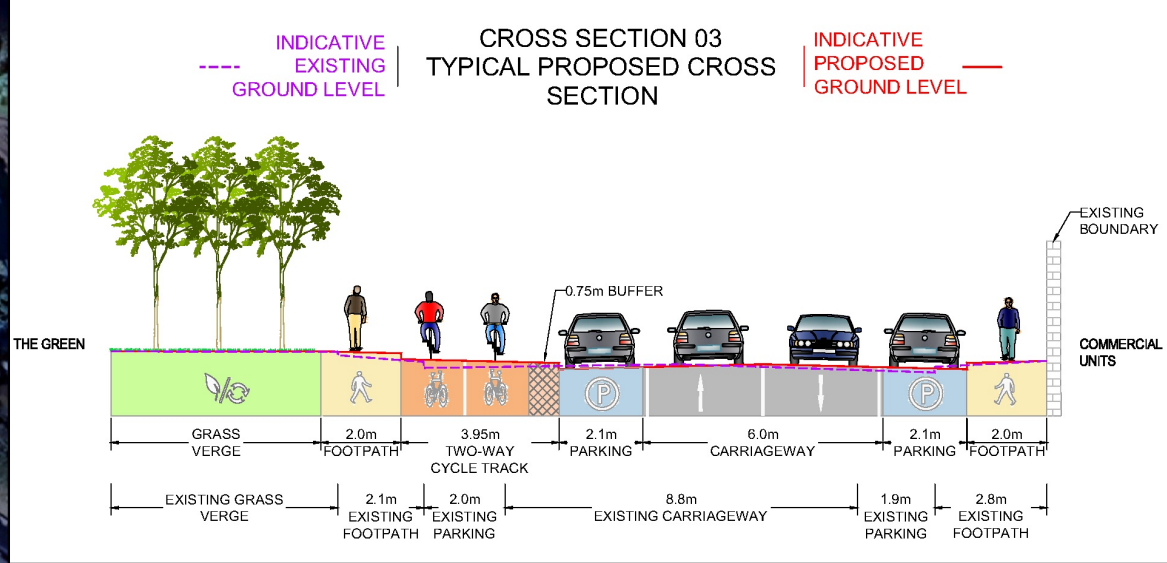 INDICATIVE
EXISTING
GROUND LEVEL
CROSS SECTION 03
TYPICAL PROPOSED CROSS
SECTION
INDICATIVE
PROPOSED
GROUND LEVEL
EXISTING
BOUNDARY
0.75m BUFFER
THE GREEN
COMMERCIAL
UNITS
P
P
GRASS
VERGE
2.0m
FOOTPATH
3.95m
TWO-WAY
CYCLE TRACK
2.1m
PARKING
6.0m
CARRIAGEWAY
2.1m
PARKING
2.0m
FOOTPATH
EXISTING GRASS
VERGE
2.1m
EXISTING
FOOTPATH
2.0m
EXISTING
PARKING
8.8m
EXISTING CARRIAGEWAY
1.9m
EXISTING
PARKING
2.8m
EXISTING
FOOTPATH